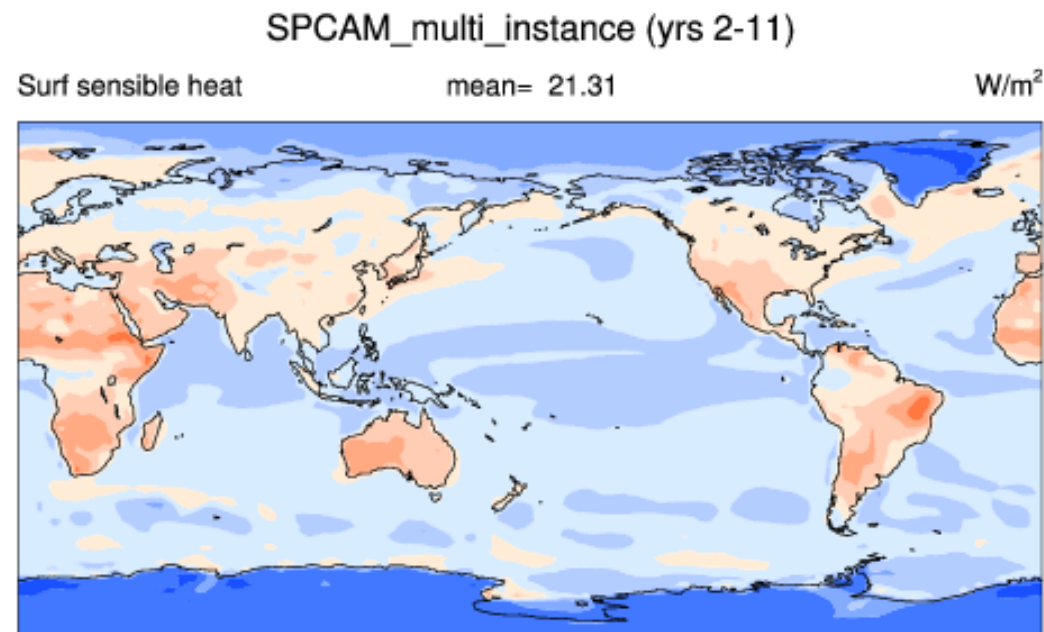 SPCAM_multi_instance (yrs 2-11)
Surf sensible heat mean= 21.31 W/m²